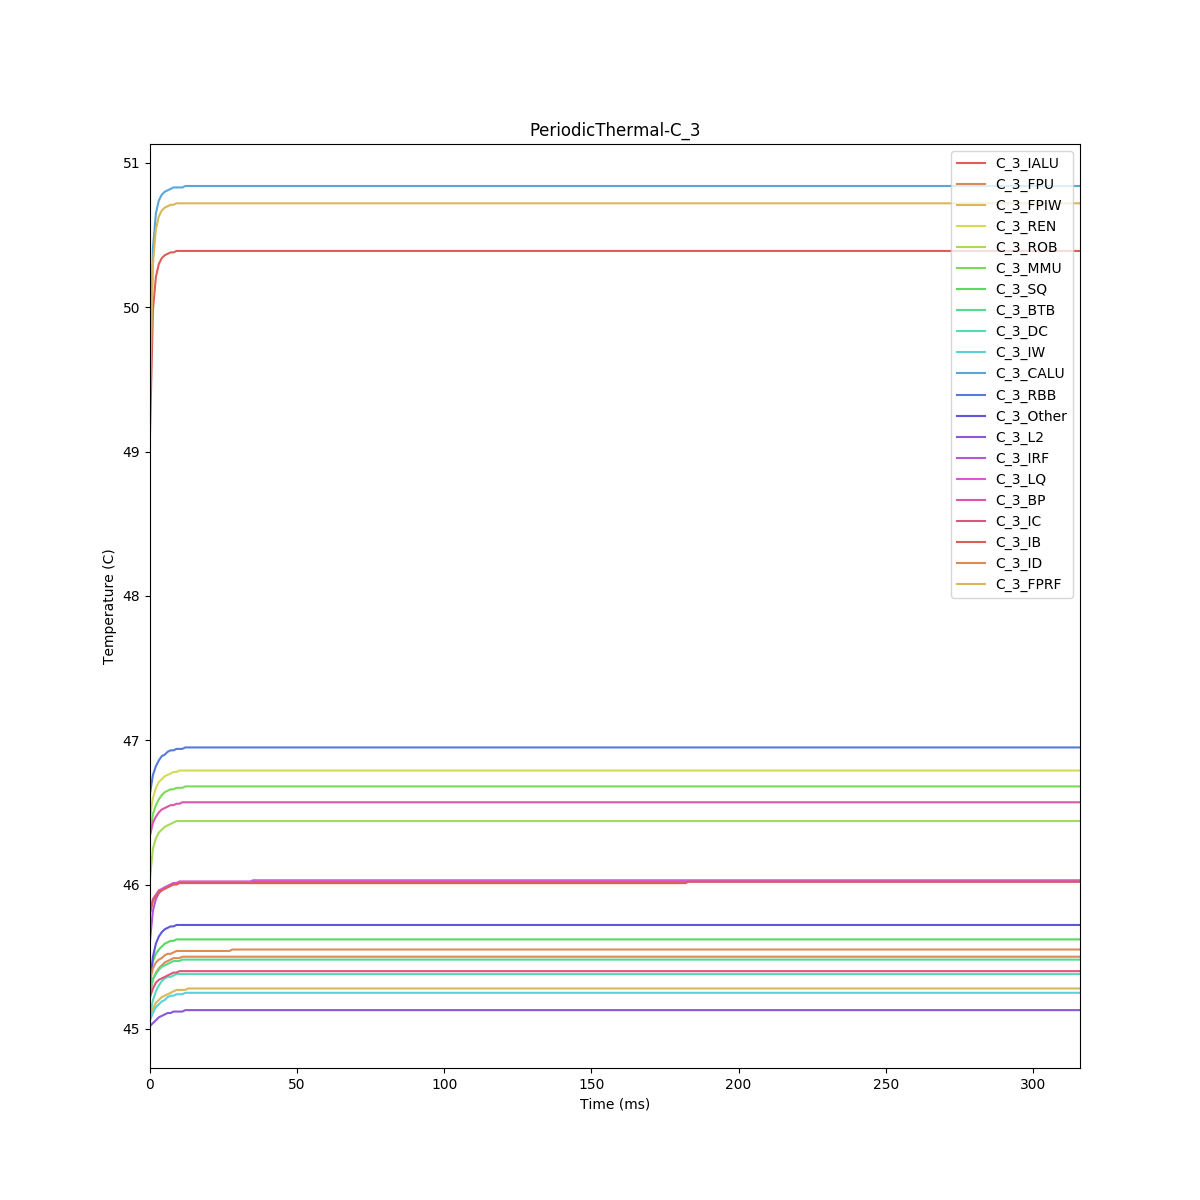 PeriodicThermal-C_3
51
50
49
48
47
46
45
Temperature (C)
C_3_IALU
C_3_FPU
C_3_FPIW
C_3_REN
C_3_ROB
C_3_MMU
C_3_SQ
C_3_BTB
C_3_DC
C_3_IW
C_3_CALU
C_3_RBB
C_3_Other
C_3_L2
C_3_IRF
C_3_LQ
C_3_BP
C_3_IC
C_3_IB
C_3_ID
C_3_FPRF
0 50 100 150 200 250 300
Time (ms)